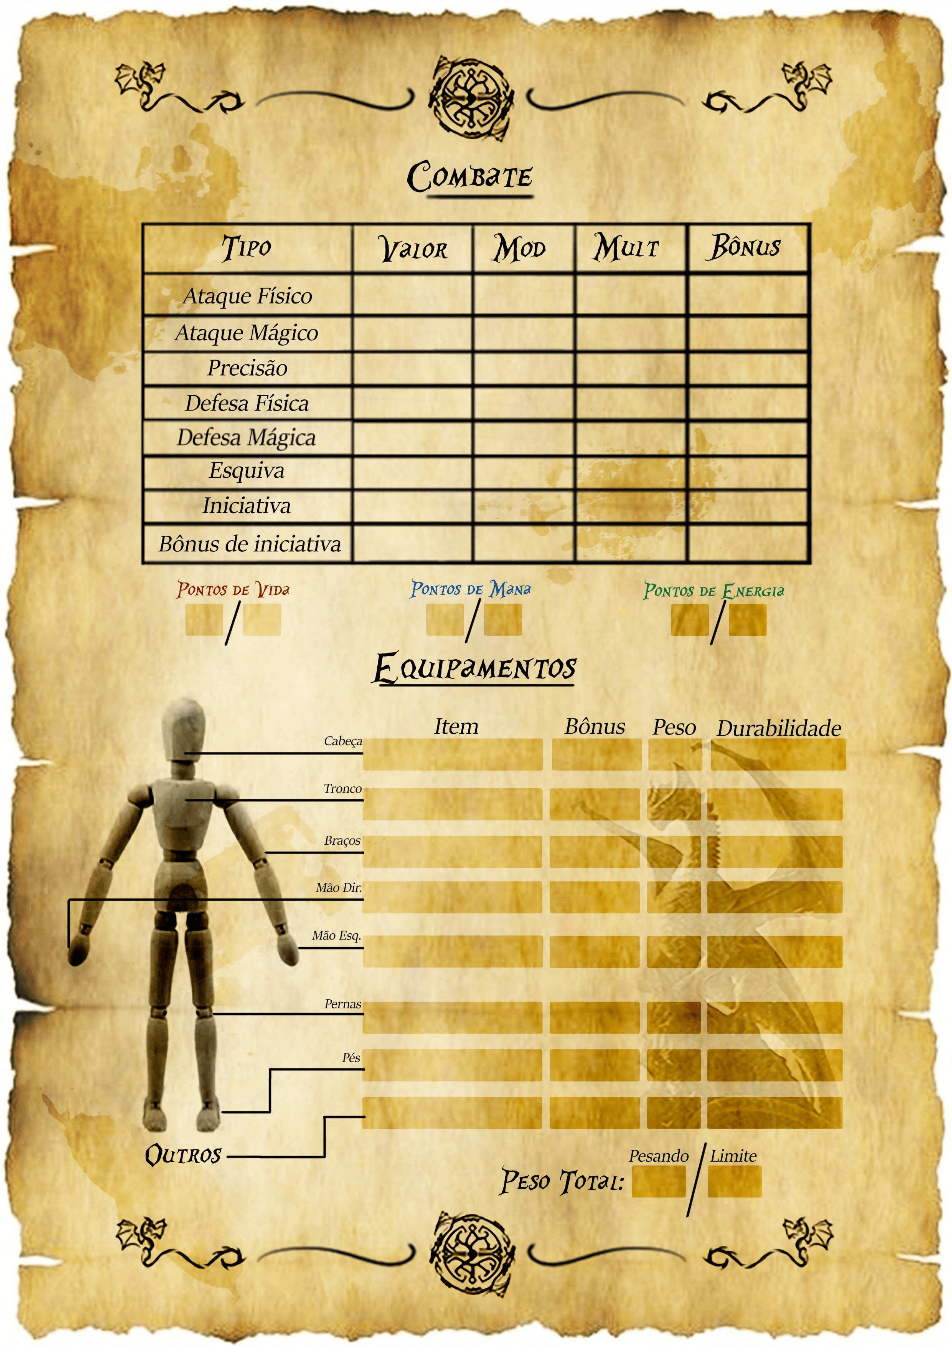 Combate
Tipo Valor Mod Mult Bônus
Ataque Físico
Ataque Mágico
Precisão
Defesa Física
Defesa Mágica
Esquiva
Iniciativa
Bônus de iniciativa
Pontos de Vida Pontos de Mana Pontos de Energia
/ / /
Equipamentos
Item Bônus Peso Durabilidade
Cabeça
Tronco
Braços
Mão Dir.
Mão Esq.
Pernas
Pés
Outros
Pesando / Limite
Peso Total: